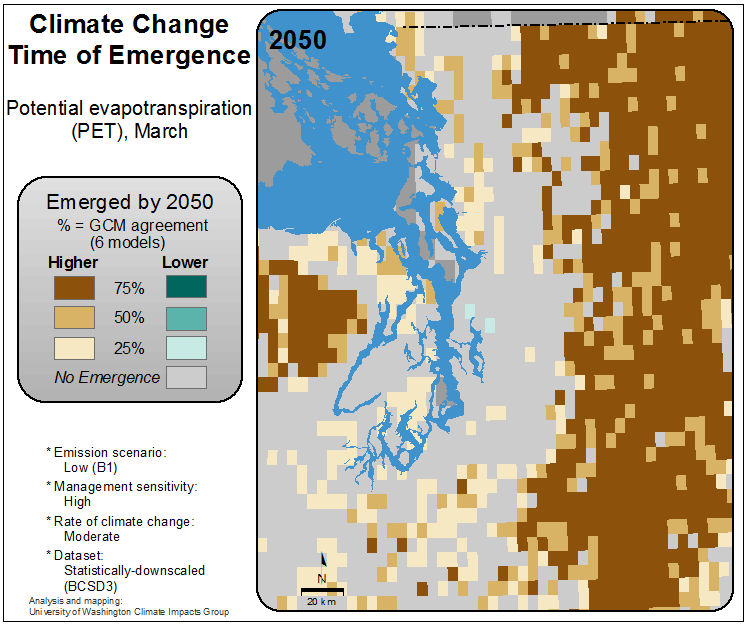 Climate Change
Time of Emergence
Potential evapotranspiration
(PET), March
Emerged by 2050
% = GCM agreement
(6 models)
Higher Lower
75%
50%
25%
No Emergence
* Emission scenario:
Low (B1)
* Management sensitivity:
High
* Rate of climate change:
Moderate
* Dataset:
Statistically-downscaled
(BCSD3)
Analysis and mapping:
University of Washington Climate Impacts Group
2050
N
20 km